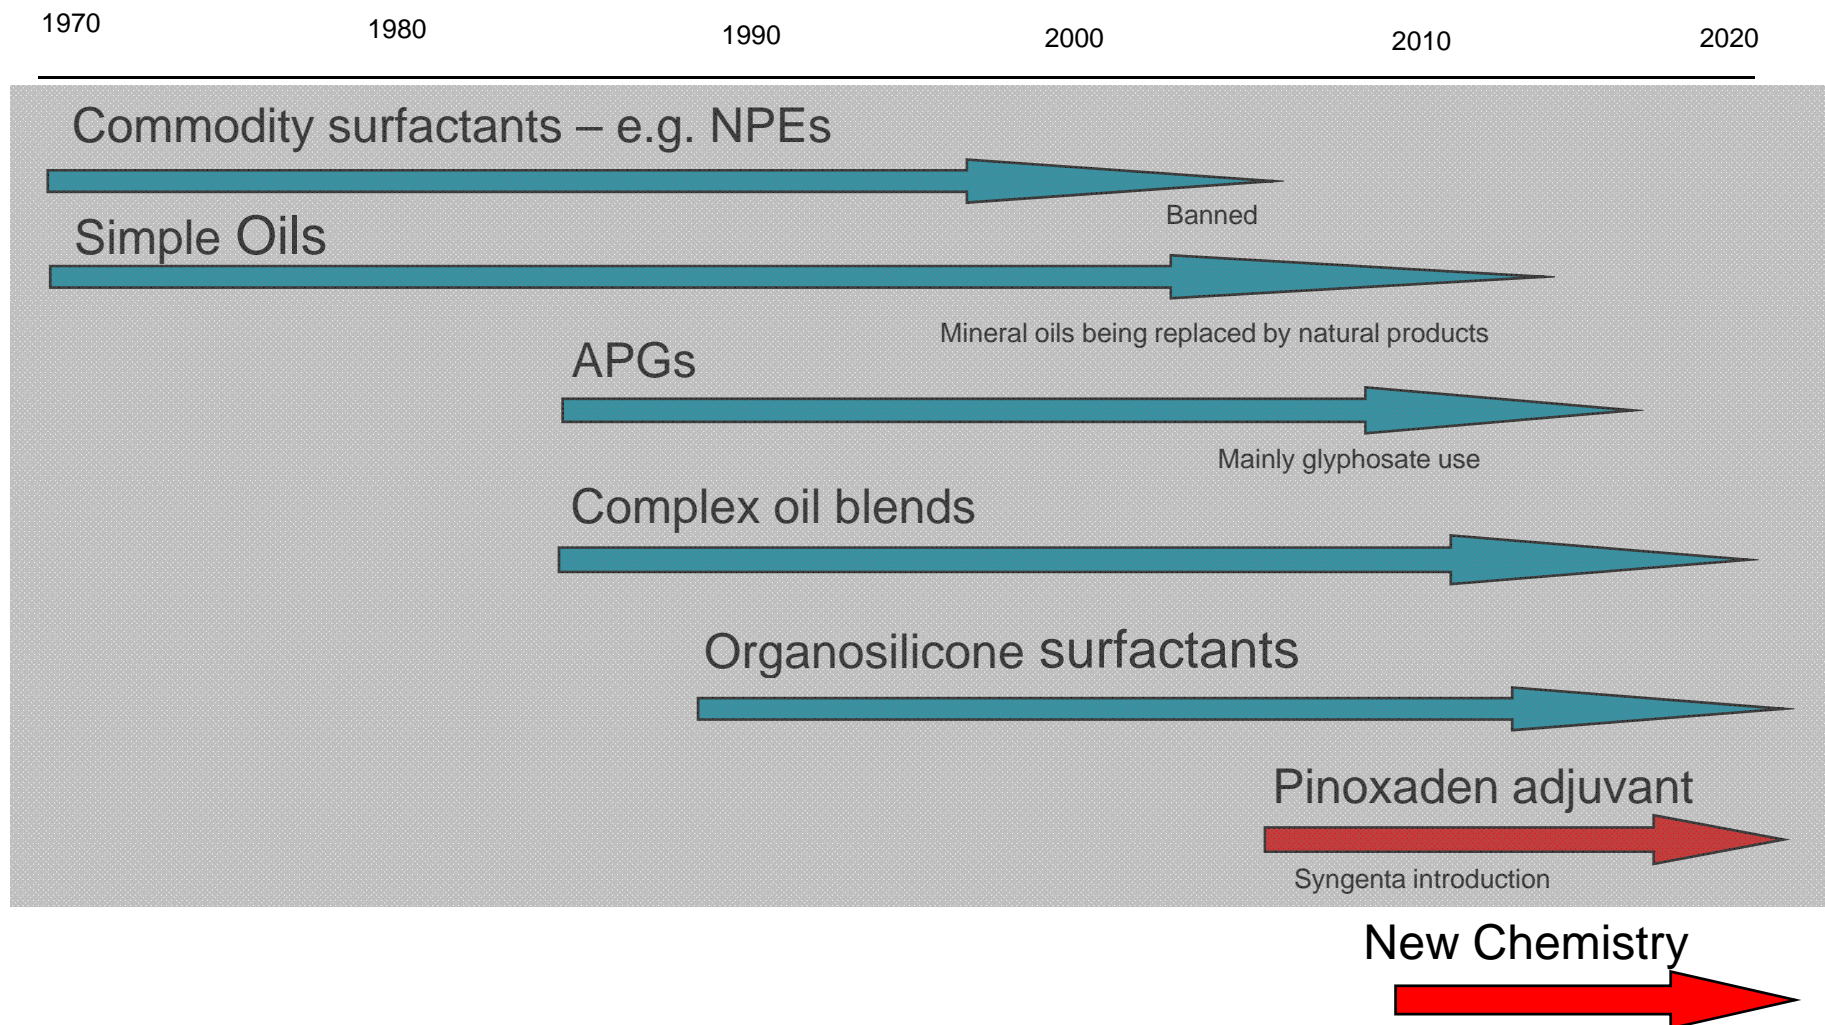 1970 1980 1990 2000 2010 2020
Commodity surfactants – e.g. NPEs
Banned
Simple Oils
Mineral oils being replaced by natural products
APGs
Mainly glyphosate use
Complex oil blends
Organosilicone surfactants
Pinoxaden adjuvant
Syngenta introduction
New Chemistry